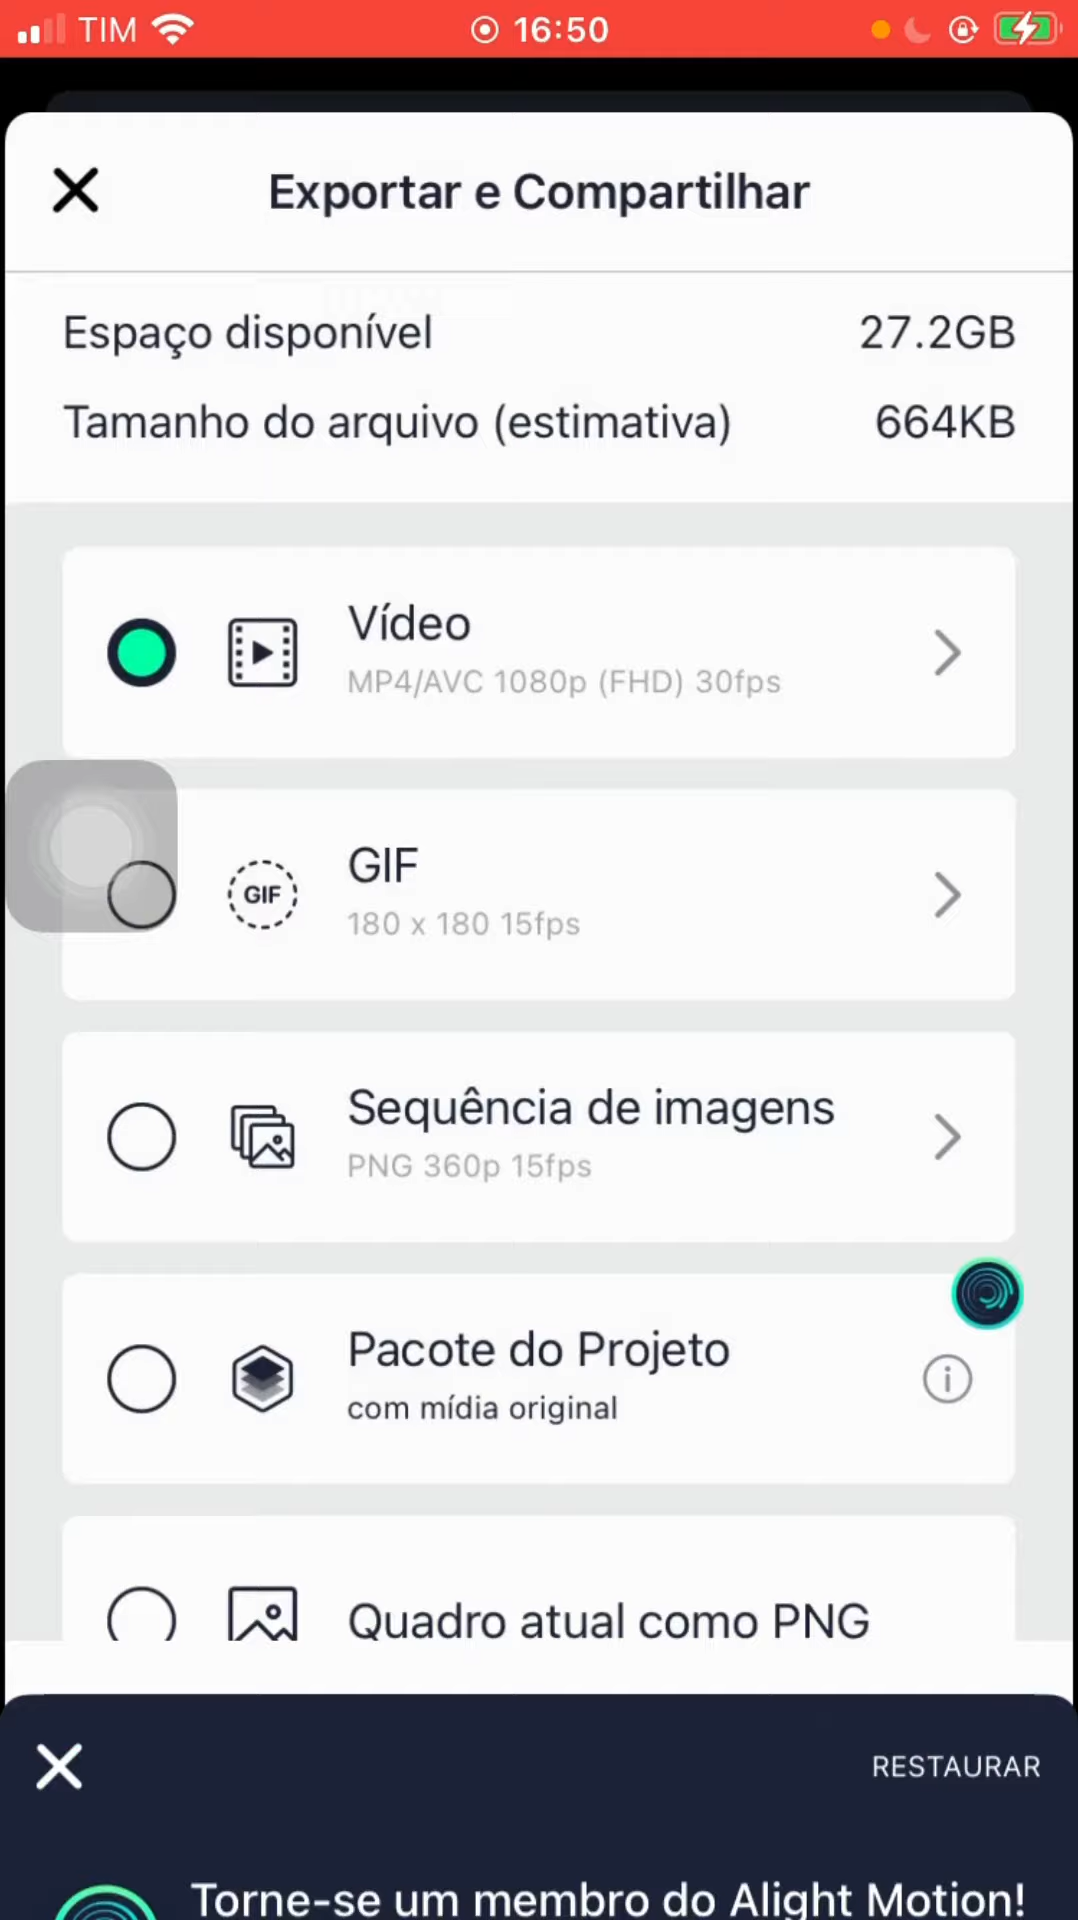 TIM 16:50
Exportar e Compartilhar
Espaço disponível 27.2GB
Tamanho do arquivo (estimativa) 664KB
Vídeo
MP4/AVC 1080p (FHD) 30fps
GIF
GIF
180 x 180 15fps
Sequência de imagens
PNG 360p 15fps
Pacote do Projeto
com mídia original
Quadro atual como PNG
RESTAURAR
Torne-se um membro do Alight Motion!